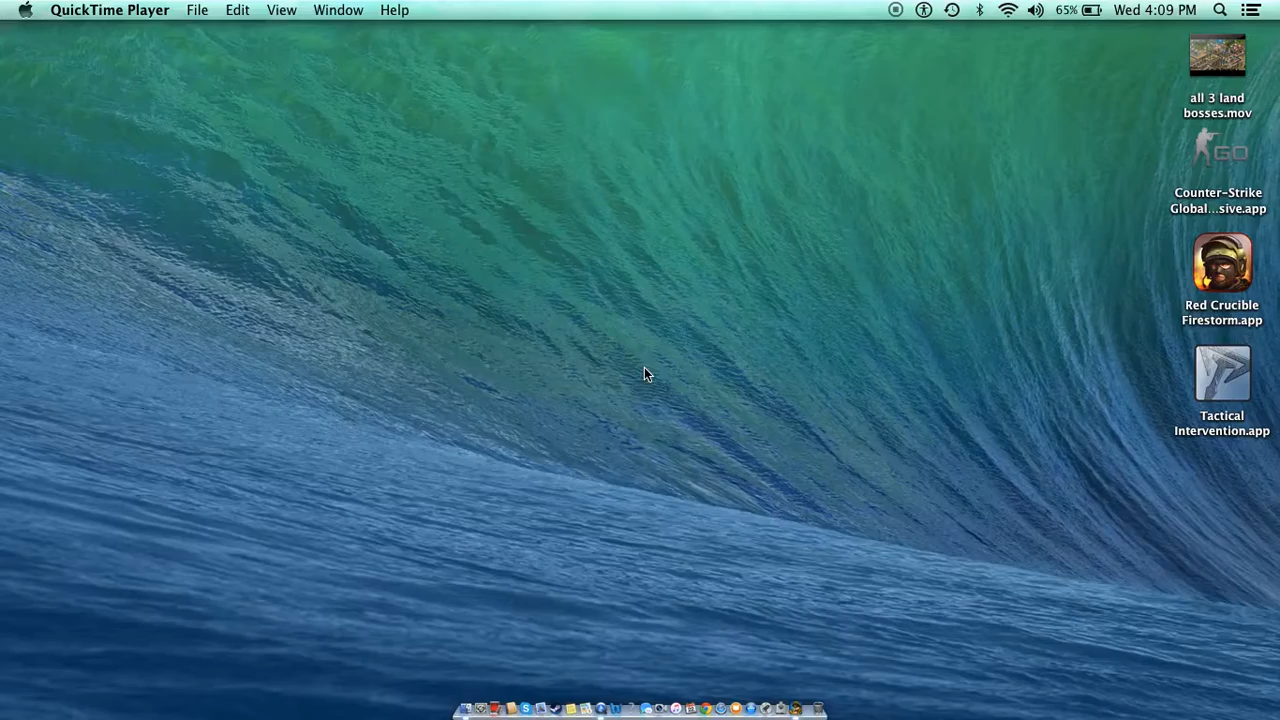 QuickTime Player File Edit View Window Help 65% Wed 4:09 PM
all 3 land
bosses.mov
GO
Counter-Strike
Global...sive.app
Red Crucible
Firestorm.app
Tactical
Intervention.app